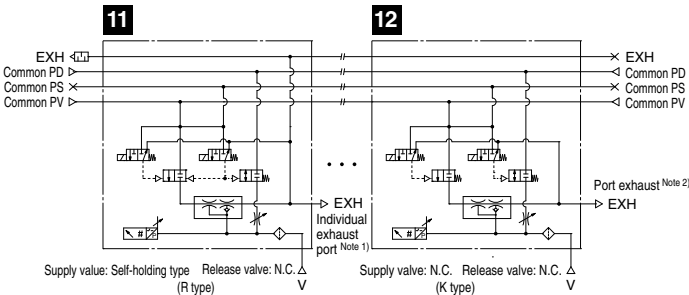 11
12
EXH
Common PD
Common PS
Common PV
EXH
Common PD
Common PS
Common PV
EXH
Individual
exhaust
port Note 1)
Port exhaust Note 2)
EXH
#
#
Supply value: Self-holding type Release valve: N.C. V
(R type)
Supply valve: N.C. Release valve: N.C. V
(K type)